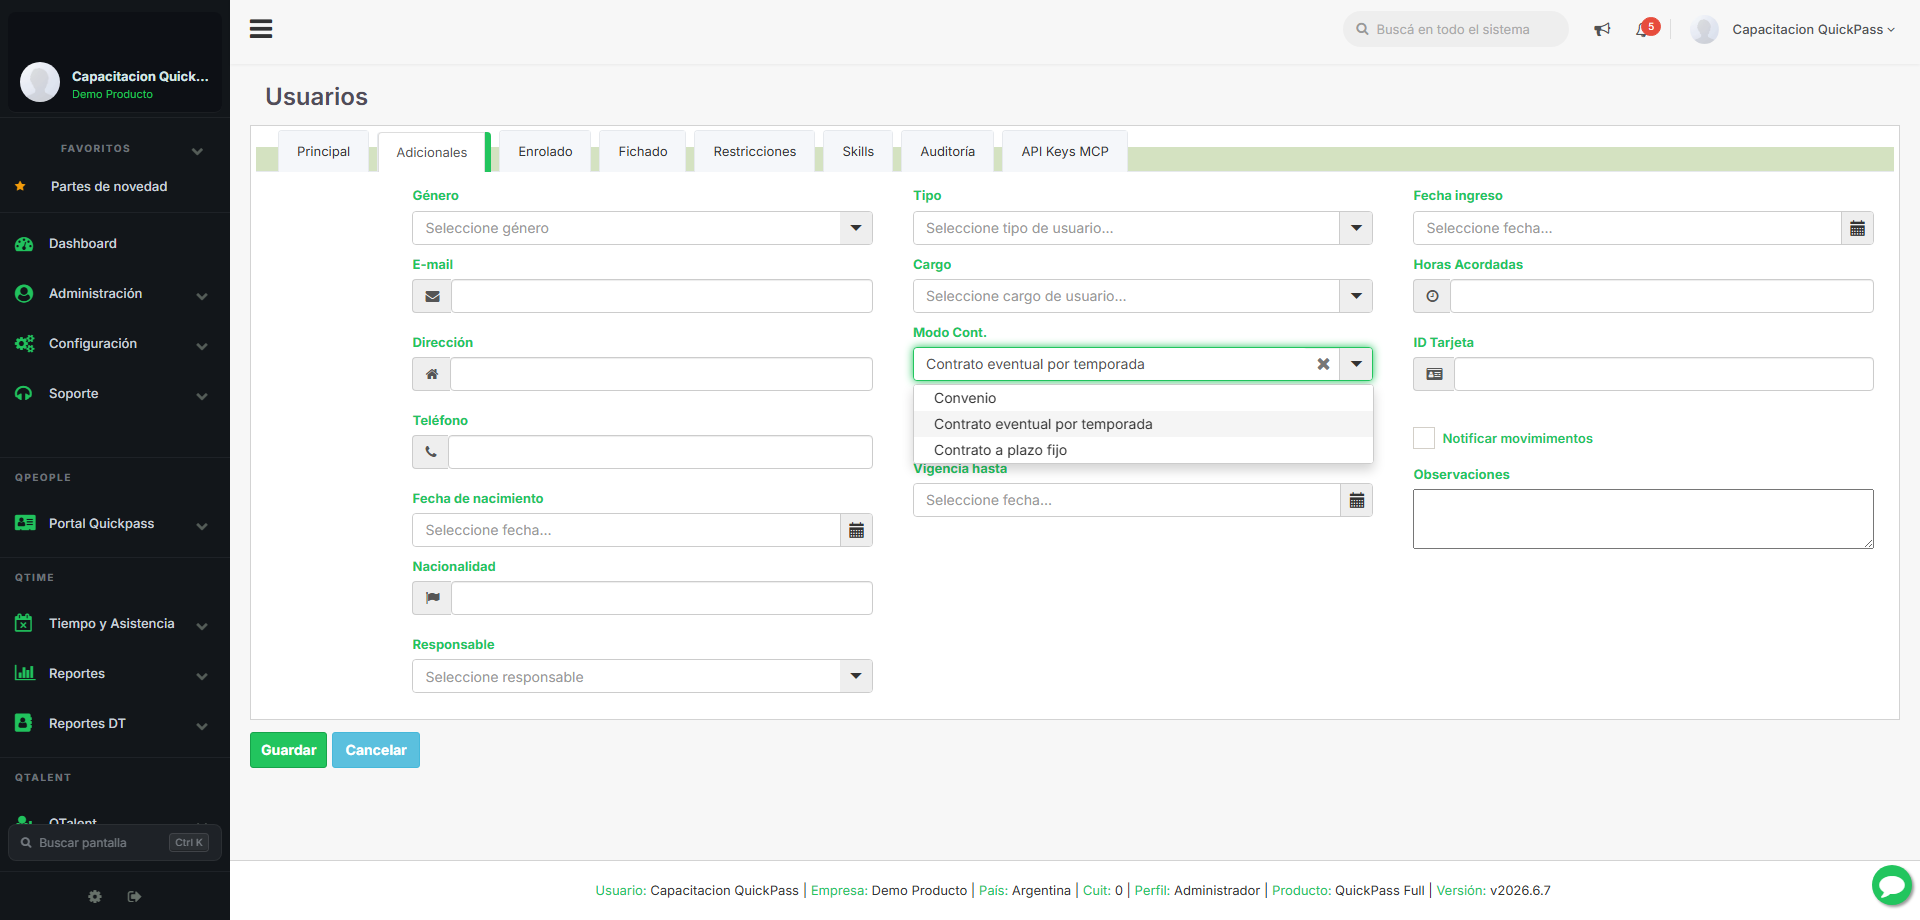 Capacitacion Quick...
Demo Producto
FAVORITOS
Partes de novedad
Dashboard
Administración
Configuración
Soporte
QPEOPLE
Portal Quickpass
QTIME
Tiempo y Asistencia
Reportes
Reportes DT
QTALENT
QTalent
Buscar pantalla
Ctrl K
Buscá en todo el sistema
5
Capacitacion QuickPass
Usuarios
Principal
Adicionales
Enrolado
Fichado
Restricciones
Skills
Auditoría
API Keys MCP
Género
Seleccione género
E-mail
Dirección
Teléfono
Fecha de nacimiento
Seleccione fecha...
Nacionalidad
Responsable
Seleccione responsable
Tipo
Seleccione tipo de usuario...
Cargo
Seleccione cargo de usuario...
Modo Cont.
Contrato eventual por temporada
Convenio
Contrato eventual por temporada
Contrato a plazo fijo
Vigencia hasta
Seleccione fecha...
Fecha ingreso
Seleccione fecha...
Horas Acordadas
ID Tarjeta
Notificar movimimentos
Observaciones
Guardar
Cancelar
Usuario: Capacitacion QuickPass | Empresa: Demo Producto | País: Argentina | Cuit: 0 | Perfil: Administrador | Producto: QuickPass Full | Versión: v2026.6.7